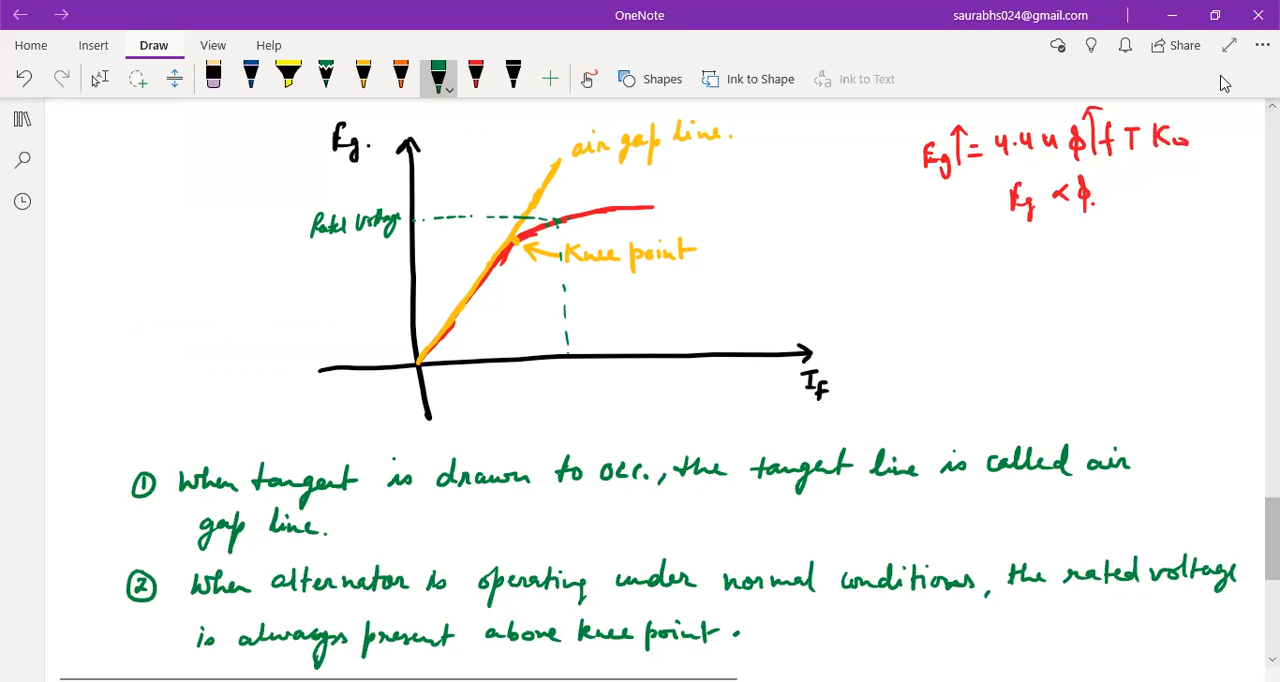 OneNote
saurabhs024@gmail.com
Home Insert Draw View Help
Share
Shapes
Ink to Shape
Ink to Text
Eg.
air gap line.
Eg↑ = 4.44 φ↑ f T Kω
Eg ∝ φ.
Rated Voltage
Knee point
If
① When tangent is drawn to OCC., the tangent line is called air
gap line.
② When alternator is operating under normal conditions, the rated voltage
is always present above knee point.